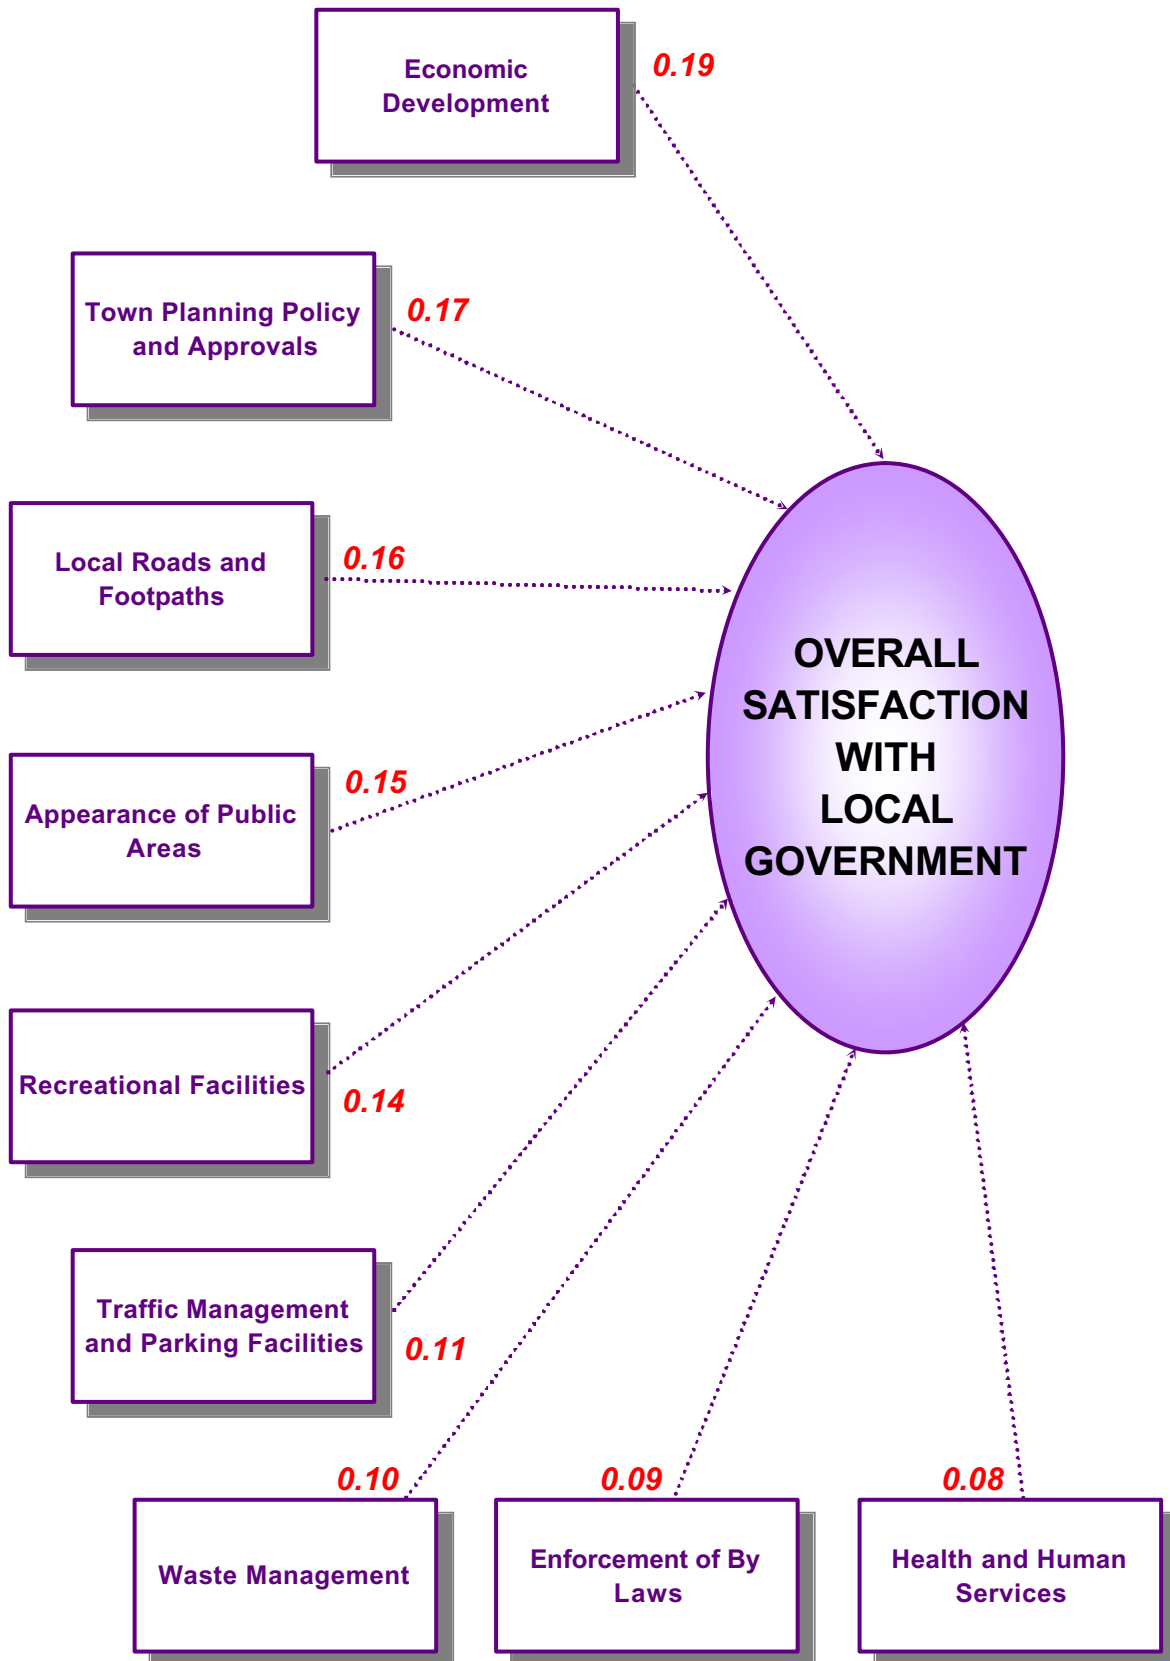 Economic
Development
0.19
Town Planning Policy
and Approvals
0.17
Local Roads and
Footpaths
0.16
OVERALL
SATISFACTION
WITH
LOCAL
GOVERNMENT
Appearance of Public
Areas
0.15
Recreational Facilities
0.14
Traffic Management
and Parking Facilities
0.11
0.10
Waste Management
0.09
Enforcement of By
Laws
0.08
Health and Human
Services